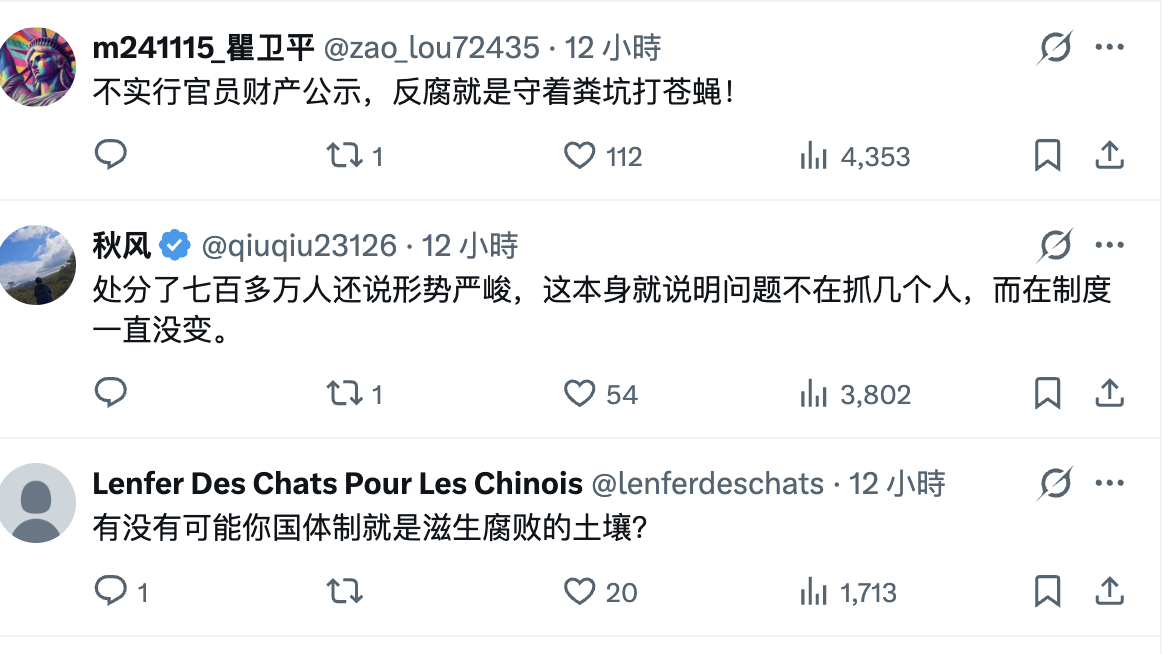 m241115_瞿卫平 @zao_lou72435 · 12 小時
不实行官员财产公示，反腐就是守着粪坑打苍蝇！
1 112 4,353
秋风 @qiuqiu23126 · 12 小時
处分了七百多万人还说形势严峻，这本身就说明问题不在抓几个人，而在制度
一直没变。
1 54 3,802
Lenfer Des Chats Pour Les Chinois @lenferdeschats · 12 小時
有没有可能你国体制就是滋生腐败的土壤？
1 20 1,713